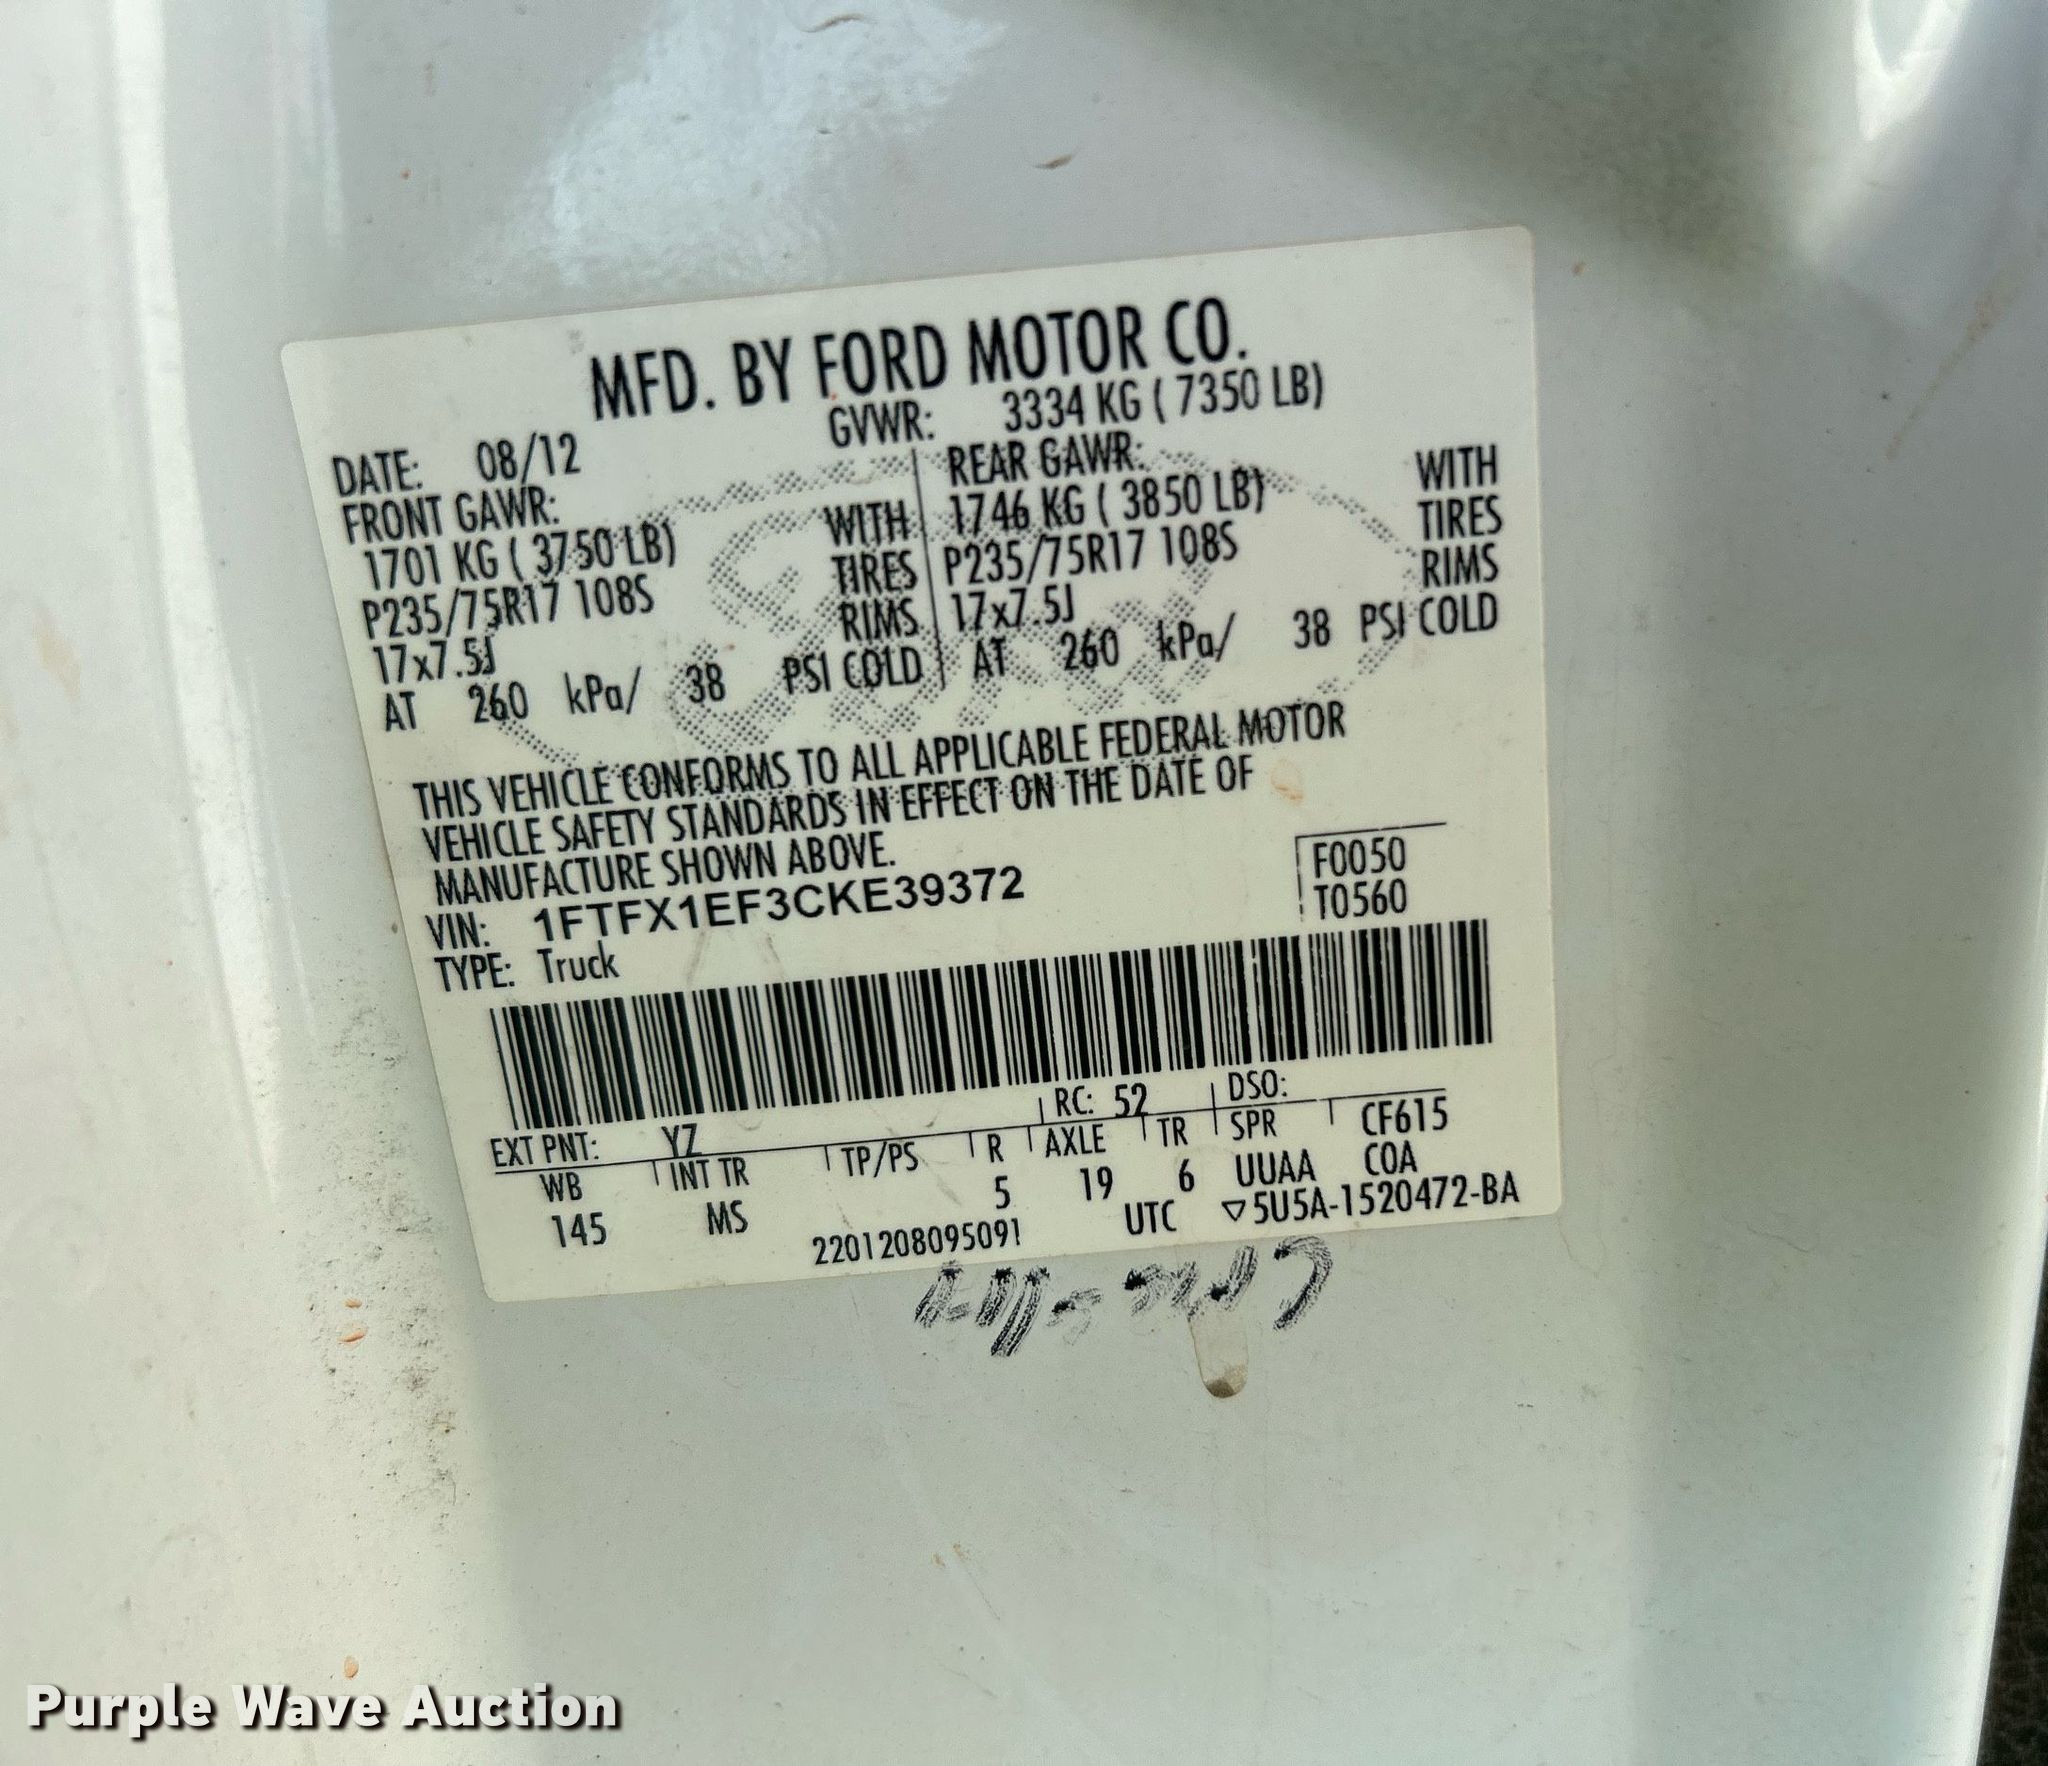 MFD. BY FORD MOTOR CO.
DATE: 08/12 GVWR: 3334 KG ( 7350 LB)
FRONT GAWR: REAR GAWR:
1701 KG ( 3750 LB) WITH 1746 KG ( 3850 LB) WITH
P235/75R17 108S TIRES P235/75R17 108S TIRES
17x7.5J RIMS 17x7.5J RIMS
AT 260 kPa/ 38 PSI COLD AT 260 kPa/ 38 PSI COLD
THIS VEHICLE CONFORMS TO ALL APPLICABLE FEDERAL MOTOR
VEHICLE SAFETY STANDARDS IN EFFECT ON THE DATE OF
MANUFACTURE SHOWN ABOVE.
F0050
VIN: 1FTFX1EF3CKE39372 T0560
TYPE: Truck
RC: 52 DSO:
EXT PNT: YZ
WB INT TR TP/PS R AXLE TR SPR CF615
145 MS 5 19 6 UUAA COA
2201208095091 UTC ▽5U5A-1520472-BA
Purple Wave Auction